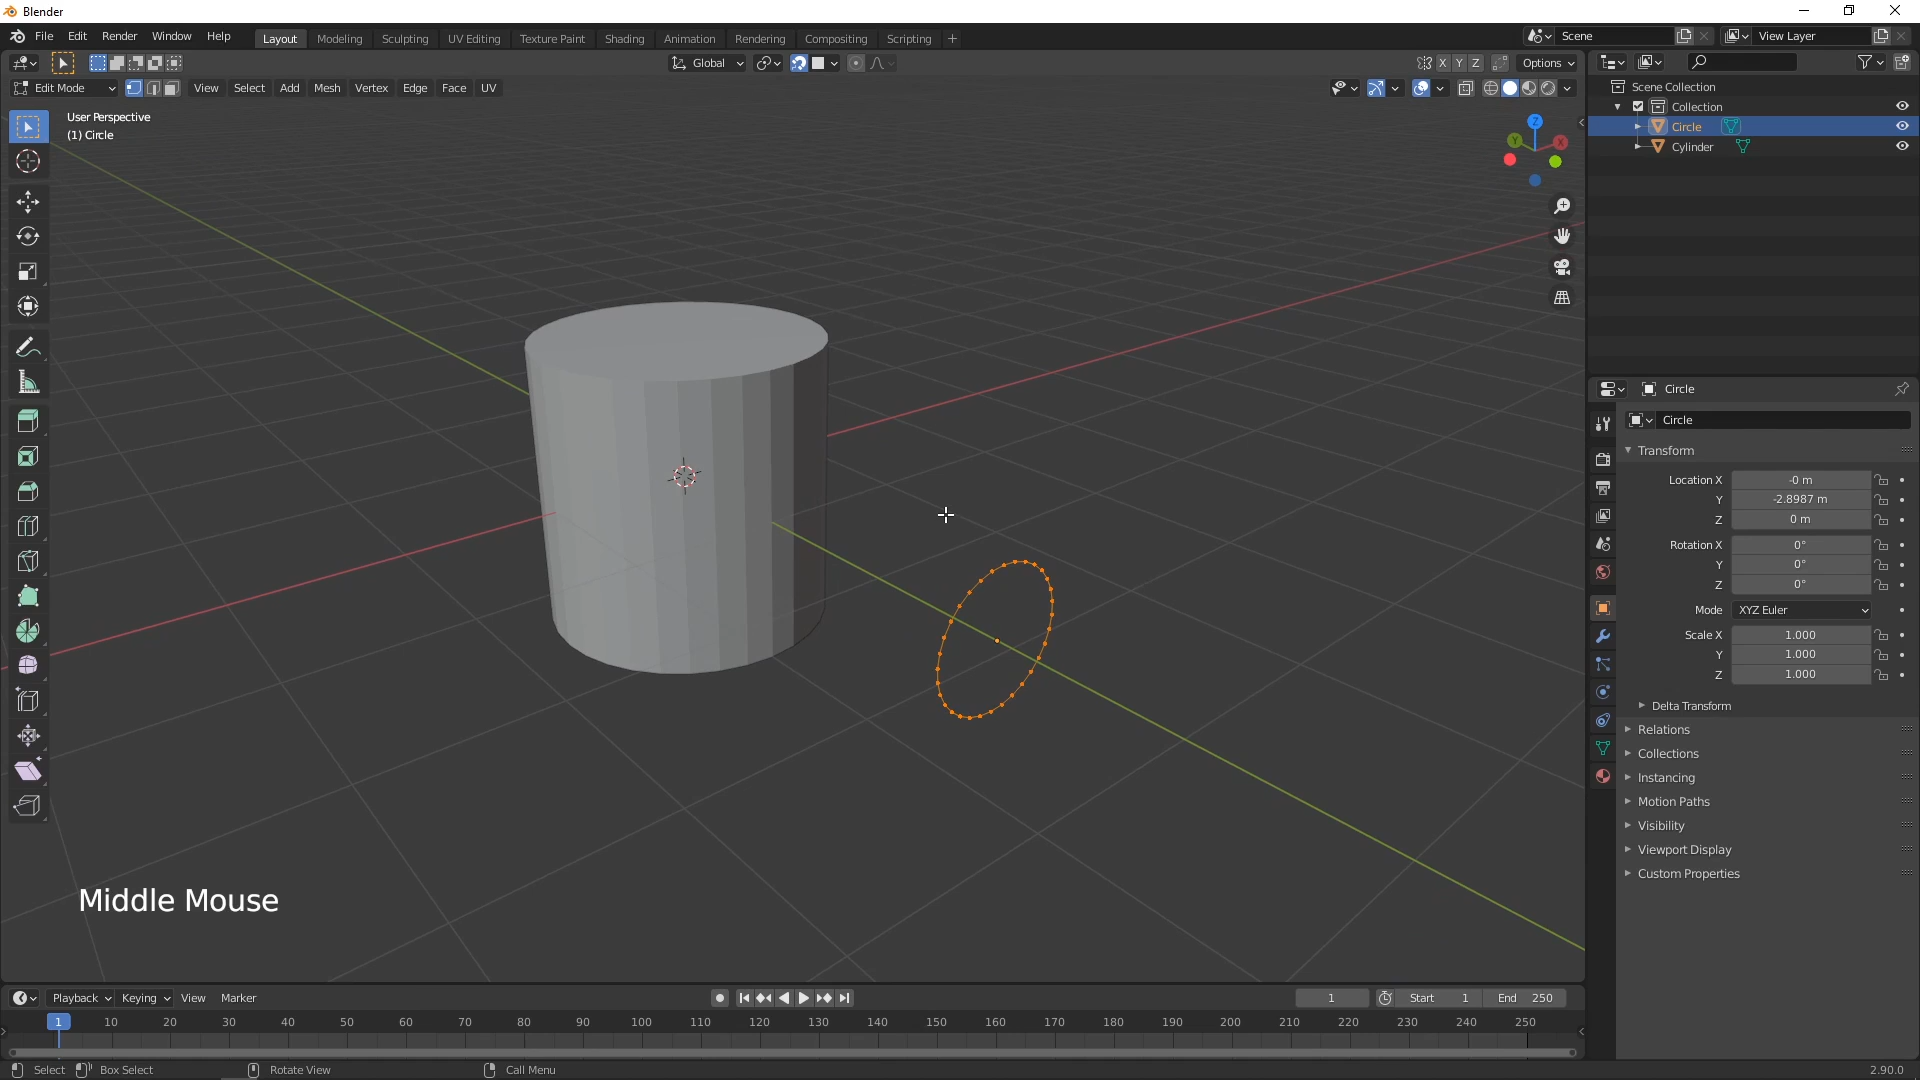 Blender
File Edit Render Window Help Layout Modeling Sculpting UV Editing Texture Paint Shading Animation Rendering Compositing Scripting + Scene View Layer
Global X Y Z Options
Edit Mode View Select Add Mesh Vertex Edge Face UV
User Perspective
(1) Circle
Z
Y X
Scene Collection
Collection
Circle
Cylinder
Circle
Circle
Transform
Location X -0 m
Y -2.8987 m
Z 0 m
Rotation X 0°
Y 0°
Z 0°
Mode XYZ Euler
Scale X 1.000
Y 1.000
Z 1.000
Delta Transform
Relations
Collections
Instancing
Motion Paths
Visibility
Viewport Display
Custom Properties
Middle Mouse
Playback Keying View Marker 1 Start 1 End 250
1 10 20 30 40 50 60 70 80 90 100 110 120 130 140 150 160 170 180 190 200 210 220 230 240 250
Select Box Select Rotate View Call Menu 2.90.0